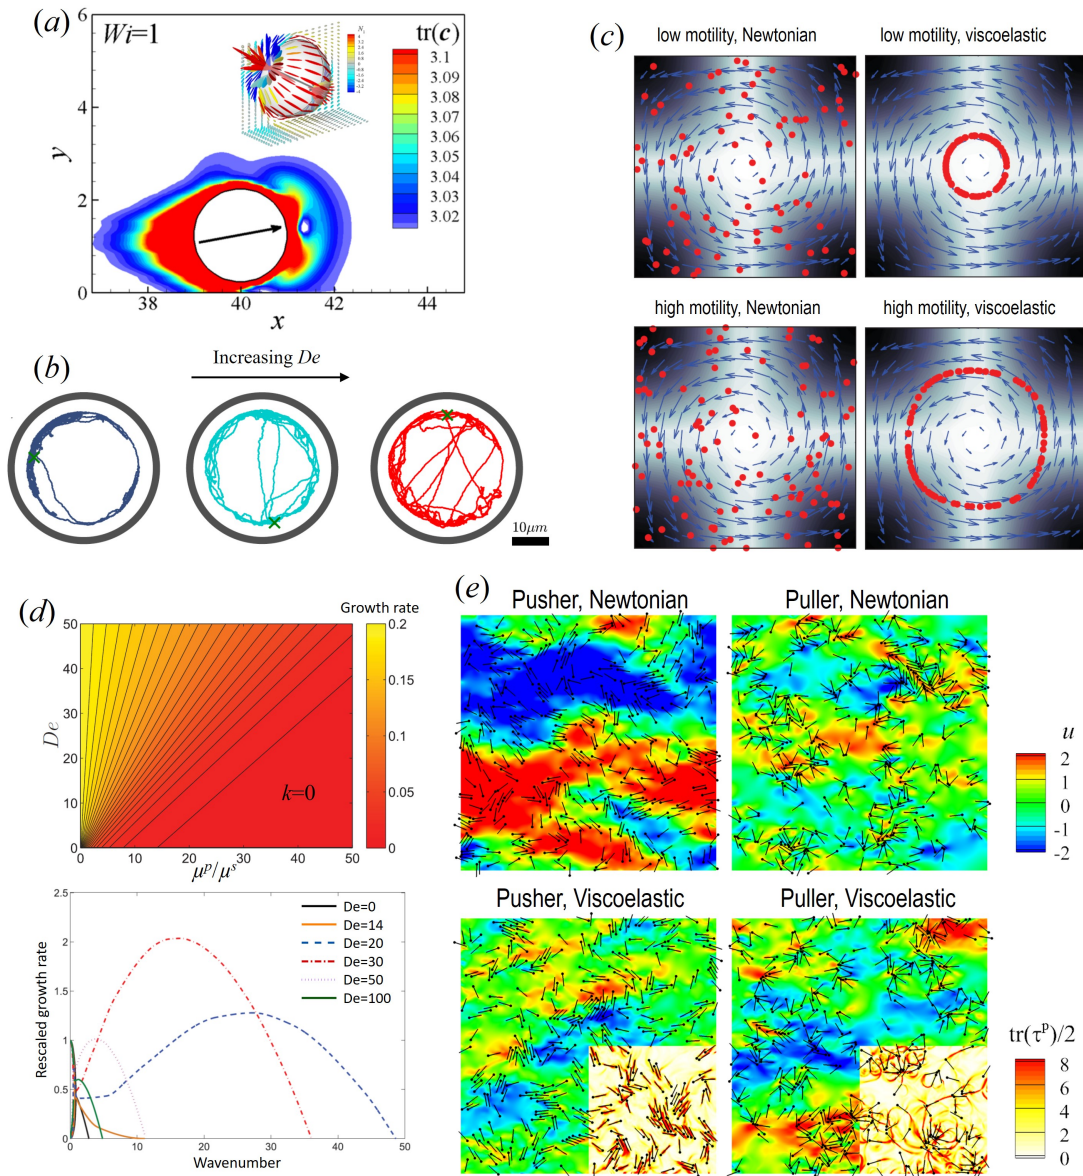 (a)
Wi=1
tr(c)
3.1
3.09
3.08
3.07
3.06
3.05
3.04
3.03
3.02
6
4
2
0
y
38
40
42
44
x
(b)
Increasing De
10μm
(c)
low motility, Newtonian
low motility, viscoelastic
high motility, Newtonian
high motility, viscoelastic
(d)
Growth rate
0.2
0.15
0.1
0.05
0
50
40
30
20
10
0
De
k=0
0
10
20
30
40
50
μᵖ/μˢ
2.5
2
1.5
1
0.5
0
Rescaled growth rate
De=0
De=14
De=20
De=30
De=50
De=100
0
10
20
30
40
50
Wavenumber
(e)
Pusher, Newtonian
Puller, Newtonian
u
2
1
0
-1
-2
Pusher, Viscoelastic
Puller, Viscoelastic
tr(τᵖ)/2
8
6
4
2
0